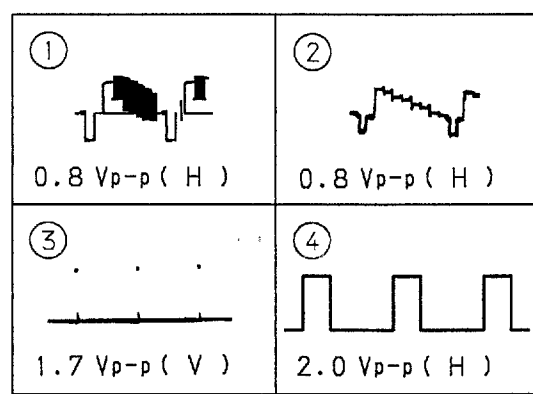 ①
②
0.8 Vp-p ( H )
0.8 Vp-p ( H )
③
④
1.7 Vp-p ( V )
2.0 Vp-p ( H )